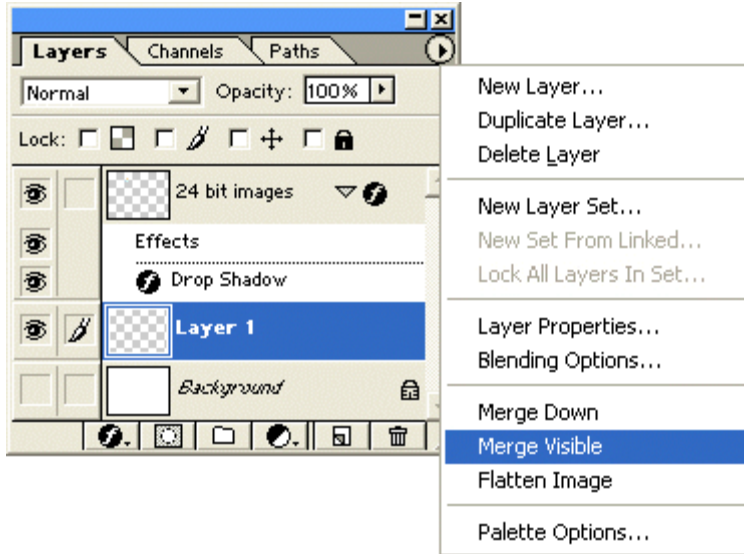 Layers Channels Paths
Normal Opacity: 100%
Lock:
24 bit images
Effects
Drop Shadow
Layer 1
Background
New Layer...
Duplicate Layer...
Delete Layer
New Layer Set...
New Set From Linked...
Lock All Layers In Set...
Layer Properties...
Blending Options...
Merge Down
Merge Visible
Flatten Image
Palette Options...